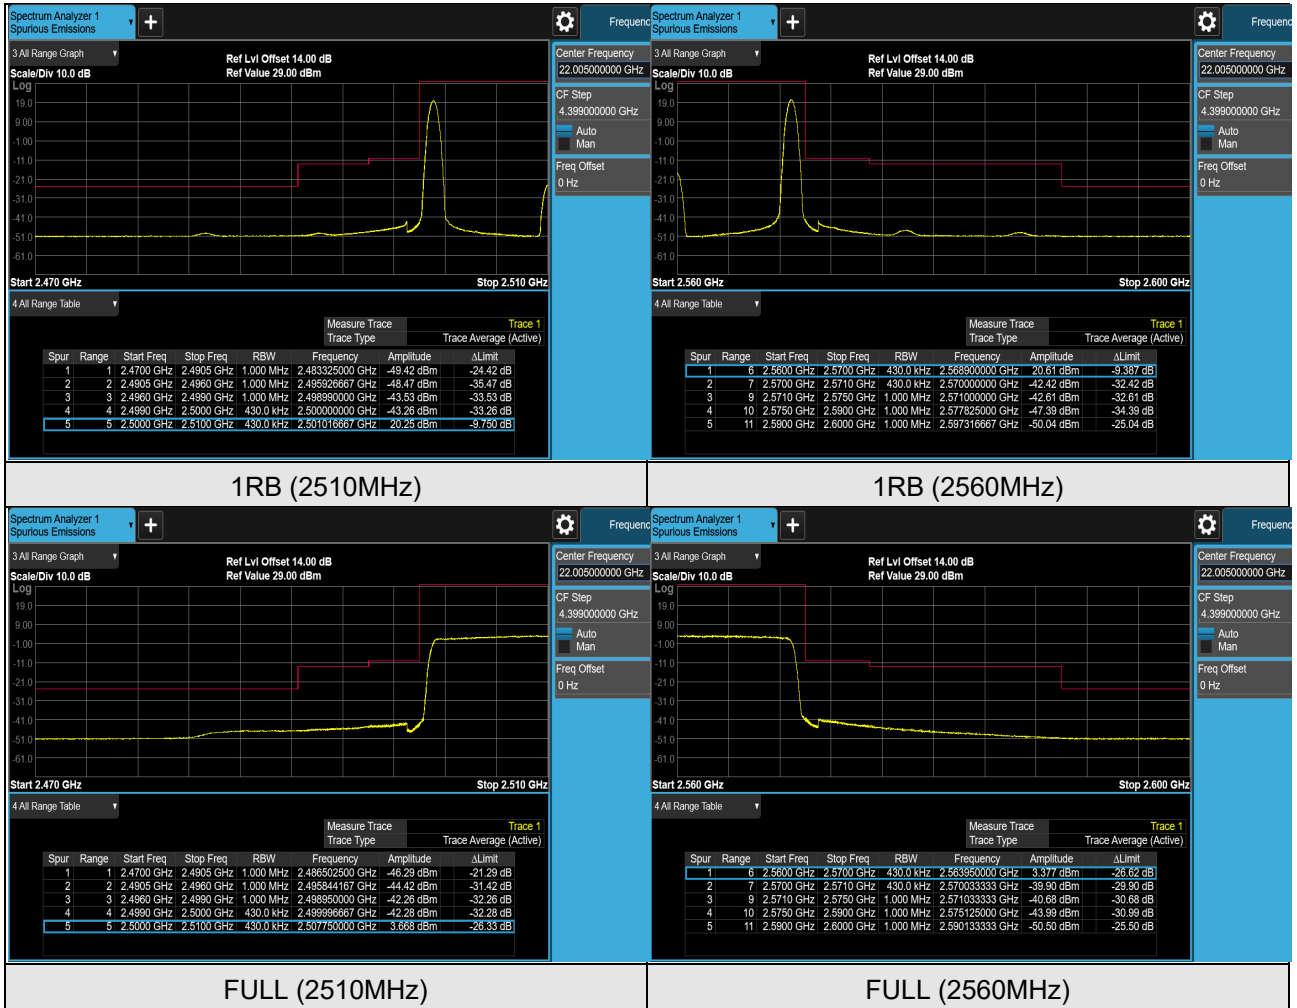 Spectrum Analyzer 1
Spurious Emissions
+
Frequenc
3 All Range Graph
Ref Lvl Offset 14.00 dB
Scale/Div 10.0 dB
Ref Value 29.00 dBm
Log
19.0
9.00
-1.00
-11.0
-21.0
-31.0
-41.0
-51.0
-61.0
Start 2.470 GHz
Stop 2.510 GHz
Center Frequency
22.005000000 GHz
CF Step
4.399000000 GHz
Auto
Man
Freq Offset
0 Hz
4 All Range Table
Measure Trace Trace 1
Trace Type Trace Average (Active)
Spur Range Start Freq Stop Freq RBW Frequency Amplitude ΔLimit
1 1 2.4700 GHz 2.4905 GHz 1.000 MHz 2.483325000 GHz -49.42 dBm -24.42 dB
2 2 2.4905 GHz 2.4960 GHz 1.000 MHz 2.495926667 GHz -48.47 dBm -35.47 dB
3 3 2.4960 GHz 2.4990 GHz 1.000 MHz 2.498990000 GHz -43.53 dBm -33.53 dB
4 4 2.4990 GHz 2.5000 GHz 430.0 kHz 2.500000000 GHz -43.26 dBm -33.26 dB
5 5 2.5000 GHz 2.5100 GHz 430.0 kHz 2.501016667 GHz 20.25 dBm -9.750 dB
1RB (2510MHz)
Spectrum Analyzer 1
Spurious Emissions
+
Frequenc
3 All Range Graph
Ref Lvl Offset 14.00 dB
Scale/Div 10.0 dB
Ref Value 29.00 dBm
Log
19.0
9.00
-1.00
-11.0
-21.0
-31.0
-41.0
-51.0
-61.0
Start 2.560 GHz
Stop 2.600 GHz
Center Frequency
22.005000000 GHz
CF Step
4.399000000 GHz
Auto
Man
Freq Offset
0 Hz
4 All Range Table
Measure Trace Trace 1
Trace Type Trace Average (Active)
Spur Range Start Freq Stop Freq RBW Frequency Amplitude ΔLimit
1 6 2.5600 GHz 2.5700 GHz 430.0 kHz 2.568900000 GHz 20.61 dBm -9.387 dB
2 7 2.5700 GHz 2.5710 GHz 430.0 kHz 2.570000000 GHz -42.42 dBm -32.42 dB
3 9 2.5710 GHz 2.5750 GHz 1.000 MHz 2.571000000 GHz -42.61 dBm -32.61 dB
4 10 2.5750 GHz 2.5900 GHz 1.000 MHz 2.577825000 GHz -47.39 dBm -34.39 dB
5 11 2.5900 GHz 2.6000 GHz 1.000 MHz 2.597316667 GHz -50.04 dBm -25.04 dB
1RB (2560MHz)
Spectrum Analyzer 1
Spurious Emissions
+
Frequenc
3 All Range Graph
Ref Lvl Offset 14.00 dB
Scale/Div 10.0 dB
Ref Value 29.00 dBm
Log
19.0
9.00
-1.00
-11.0
-21.0
-31.0
-41.0
-51.0
-61.0
Start 2.470 GHz
Stop 2.510 GHz
Center Frequency
22.005000000 GHz
CF Step
4.399000000 GHz
Auto
Man
Freq Offset
0 Hz
4 All Range Table
Measure Trace Trace 1
Trace Type Trace Average (Active)
Spur Range Start Freq Stop Freq RBW Frequency Amplitude ΔLimit
1 1 2.4700 GHz 2.4905 GHz 1.000 MHz 2.486502500 GHz -46.29 dBm -21.29 dB
2 2 2.4905 GHz 2.4960 GHz 1.000 MHz 2.495844167 GHz -44.42 dBm -31.42 dB
3 3 2.4960 GHz 2.4990 GHz 1.000 MHz 2.498950000 GHz -42.26 dBm -32.26 dB
4 4 2.4990 GHz 2.5000 GHz 430.0 kHz 2.499996667 GHz -42.28 dBm -32.28 dB
5 5 2.5000 GHz 2.5100 GHz 430.0 kHz 2.507750000 GHz 3.668 dBm -26.33 dB
FULL (2510MHz)
Spectrum Analyzer 1
Spurious Emissions
+
Frequenc
3 All Range Graph
Ref Lvl Offset 14.00 dB
Scale/Div 10.0 dB
Ref Value 29.00 dBm
Log
19.0
9.00
-1.00
-11.0
-21.0
-31.0
-41.0
-51.0
-61.0
Start 2.560 GHz
Stop 2.600 GHz
Center Frequency
22.005000000 GHz
CF Step
4.399000000 GHz
Auto
Man
Freq Offset
0 Hz
4 All Range Table
Measure Trace Trace 1
Trace Type Trace Average (Active)
Spur Range Start Freq Stop Freq RBW Frequency Amplitude ΔLimit
1 6 2.5600 GHz 2.5700 GHz 430.0 kHz 2.563950000 GHz 3.377 dBm -26.62 dB
2 7 2.5700 GHz 2.5710 GHz 430.0 kHz 2.570033333 GHz -39.90 dBm -29.90 dB
3 9 2.5710 GHz 2.5750 GHz 1.000 MHz 2.571033333 GHz -40.68 dBm -30.68 dB
4 10 2.5750 GHz 2.5900 GHz 1.000 MHz 2.575125000 GHz -43.99 dBm -30.99 dB
5 11 2.5900 GHz 2.6000 GHz 1.000 MHz 2.590133333 GHz -50.50 dBm -25.50 dB
FULL (2560MHz)